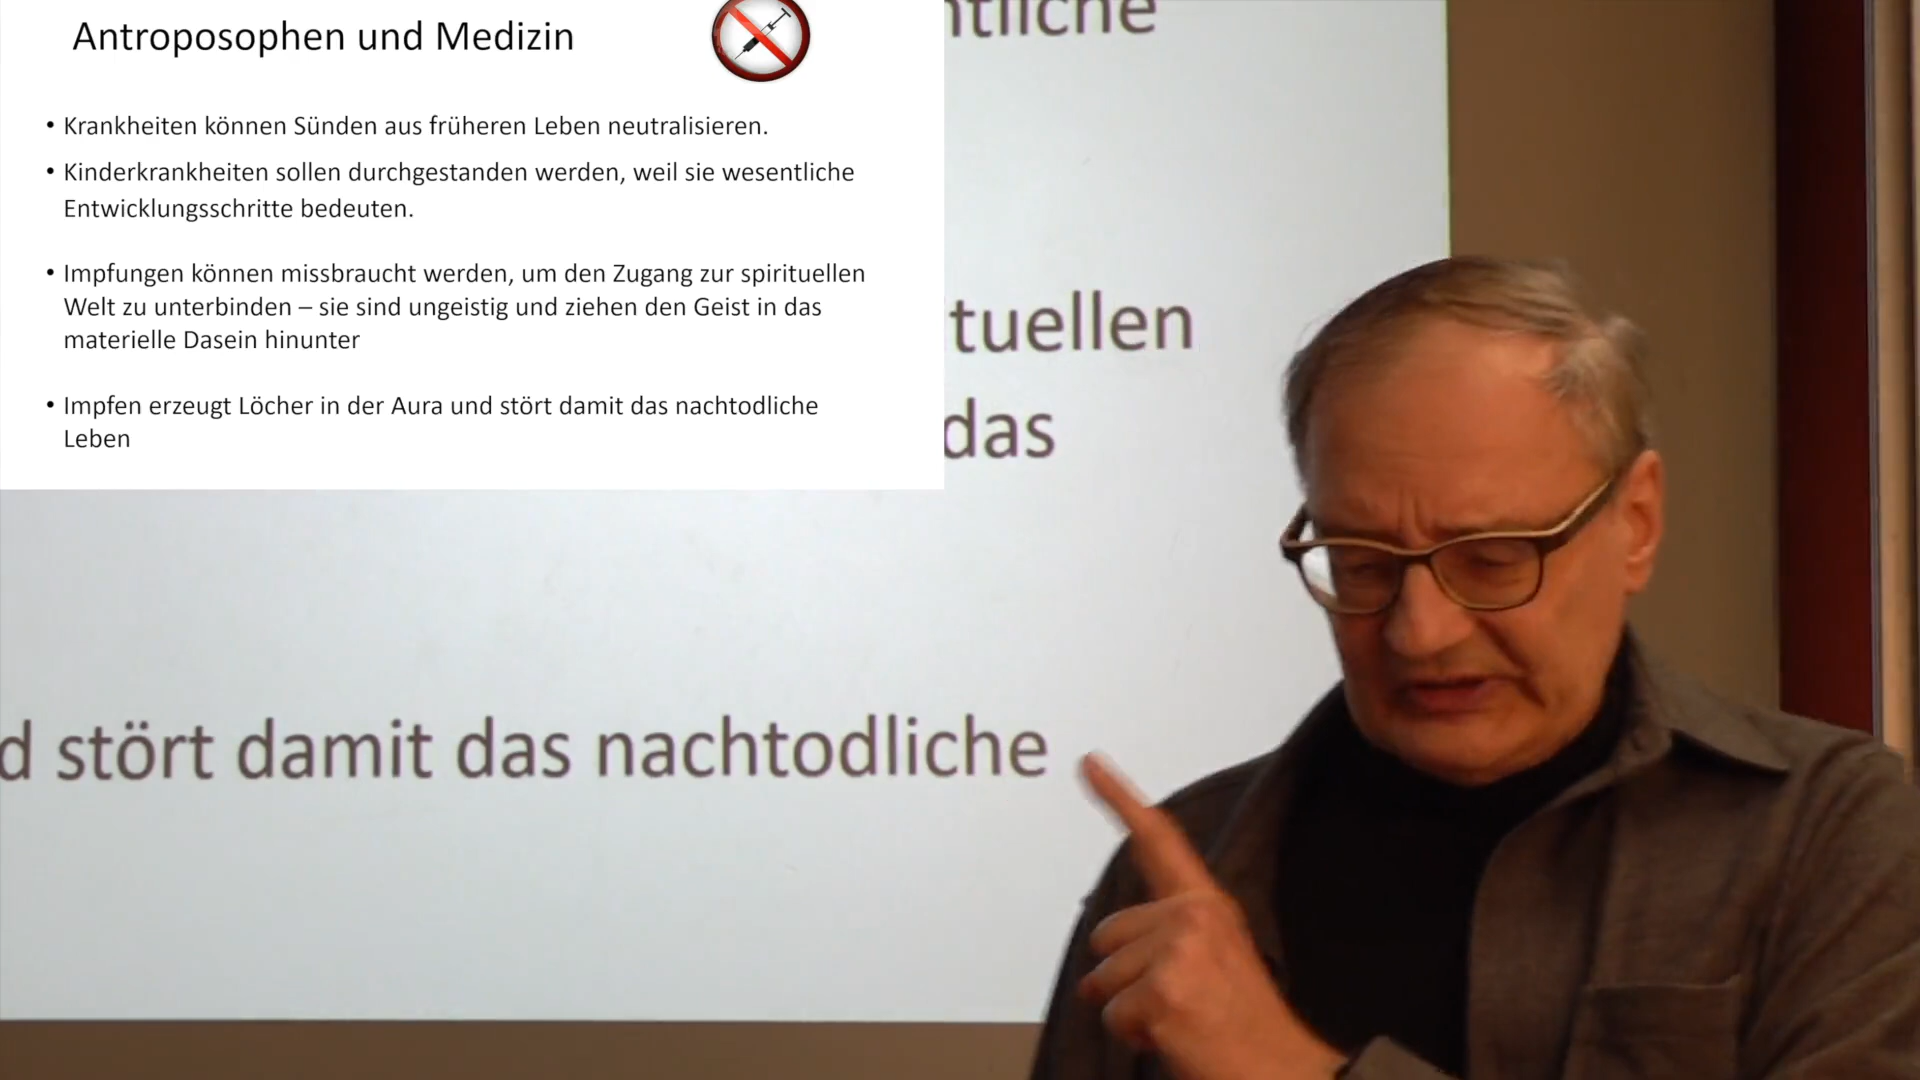 Antroposophen und Medizin
• Krankheiten können Sünden aus früheren Leben neutralisieren.
• Kinderkrankheiten sollen durchgestanden werden, weil sie wesentliche
Entwicklungsschritte bedeuten.
• Impfungen können missbraucht werden, um den Zugang zur spirituellen
Welt zu unterbinden – sie sind ungeistig und ziehen den Geist in das
materielle Dasein hinunter
• Impfen erzeugt Löcher in der Aura und stört damit das nachtodliche
Leben
ntliche
tuellen
das
d stört damit das nachtodliche